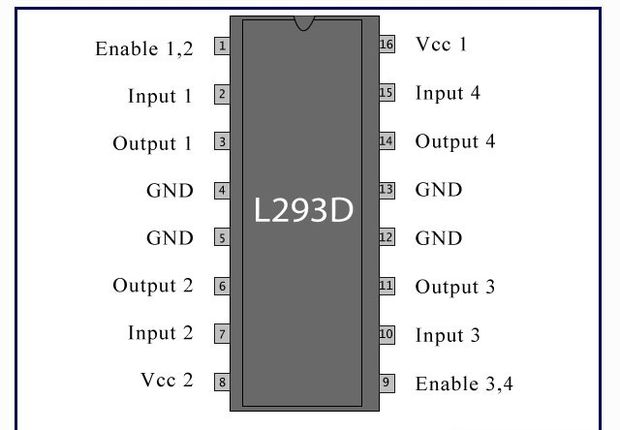 Enable 1,2 1 16 Vcc 1
Input 1 2 15 Input 4
Output 1 3 14 Output 4
GND 4 13 GND
L293D
GND 5 12 GND
Output 2 6 11 Output 3
Input 2 7 10 Input 3
Vcc 2 8 9 Enable 3,4